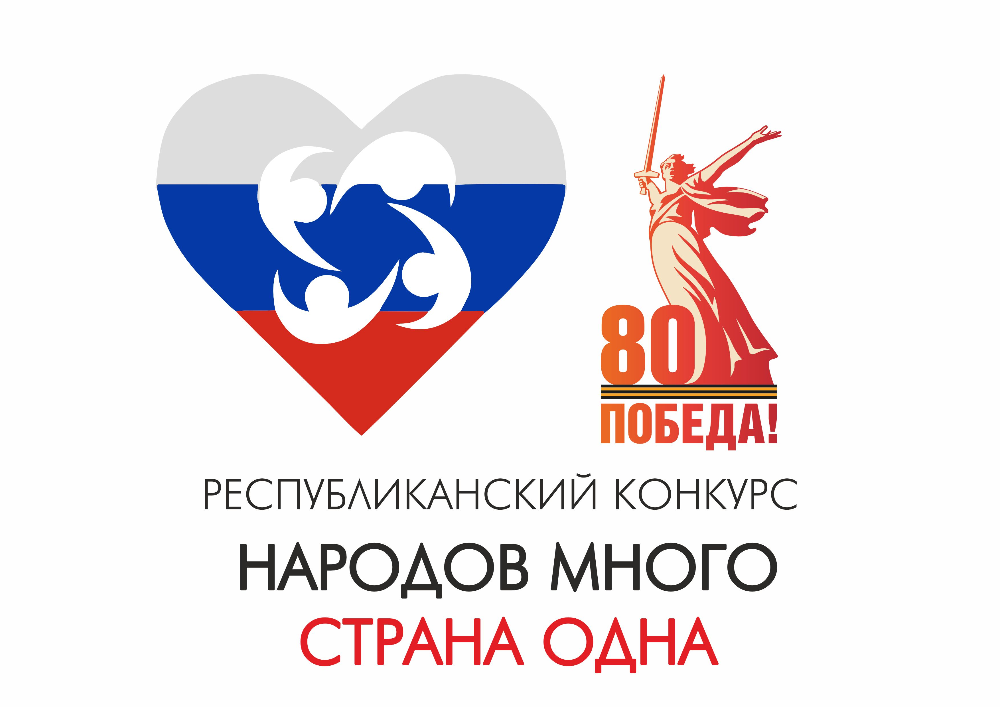 80
ПОБЕДА!
РЕСПУБЛИКАНСКИЙ КОНКУРС
НАРОДОВ МНОГО
СТРАНА ОДНА